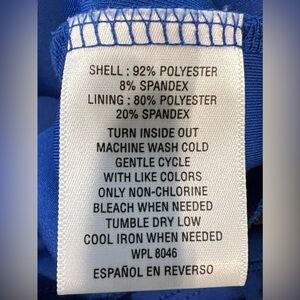 SHELL : 92% POLYESTER
8% SPANDEX
LINING : 80% POLYESTER
20% SPANDEX
TURN INSIDE OUT
MACHINE WASH COLD
GENTLE CYCLE
WITH LIKE COLORS
ONLY NON-CHLORINE
BLEACH WHEN NEEDED
TUMBLE DRY LOW
COOL IRON WHEN NEEDED
WPL 8046
ESPAÑOL EN REVERSO